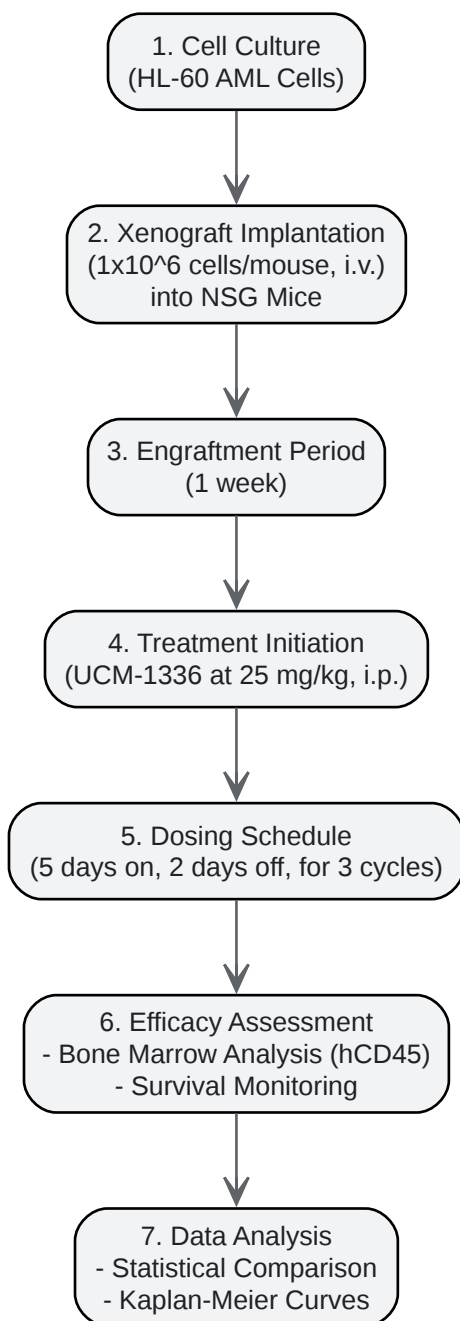 1. Cell Culture
(HL-60 AML Cells)
2. Xenograft Implantation
(1x10^6 cells/mouse, i.v.)
into NSG Mice
3. Engraftment Period
(1 week)
4. Treatment Initiation
(UCM-1336 at 25 mg/kg, i.p.)
5. Dosing Schedule
(5 days on, 2 days off, for 3 cycles)
6. Efficacy Assessment
- Bone Marrow Analysis (hCD45)
- Survival Monitoring
7. Data Analysis
- Statistical Comparison
- Kaplan-Meier Curves